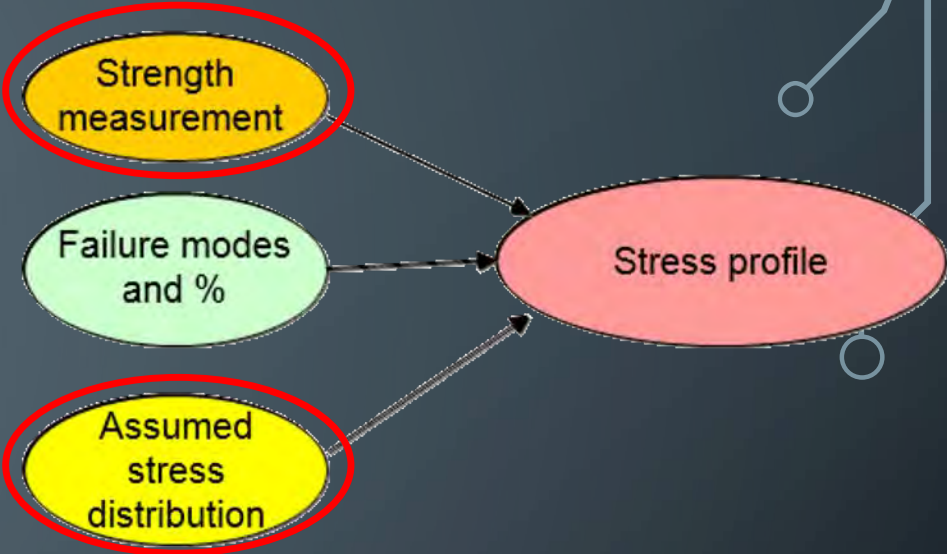 Strength
measurement
Failure modes
and %
Stress profile
Assumed
stress
distribution